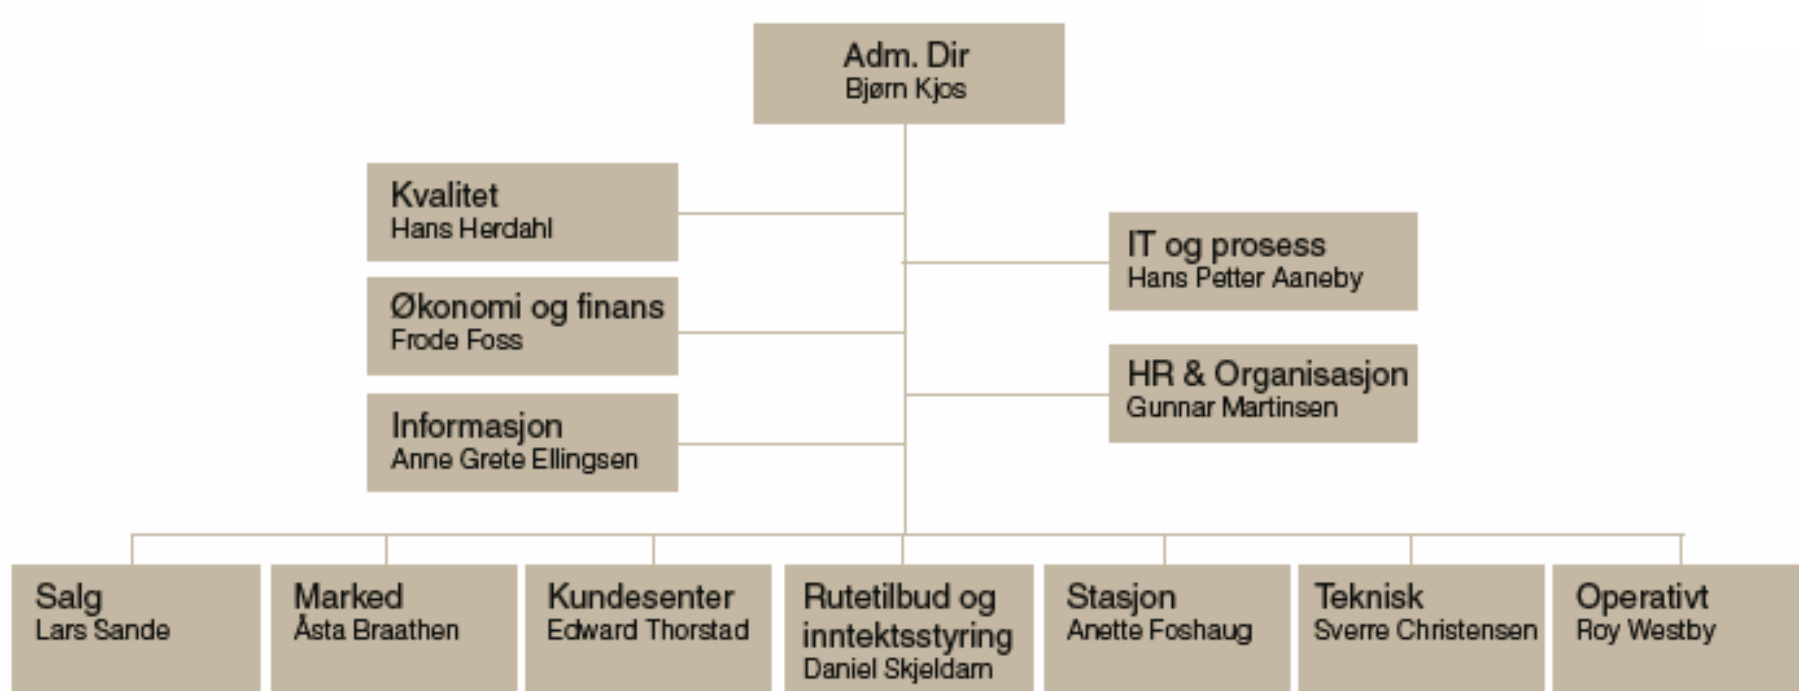 Adm. Dir
Bjørn Kjos
Kvalitet
Hans Herdahl
IT og prosess
Hans Petter Aaneby
Økonomi og finans
Frode Foss
HR & Organisasjon
Gunnar Martinsen
Informasjon
Anne Grete Ellingsen
Salg
Lars Sande
Marked
Åsta Braathen
Kundesenter
Edward Thorstad
Rutetilbud og
inntektsstyring
Daniel Skjeldam
Stasjon
Anette Foshaug
Teknisk
Sverre Christensen
Operativt
Roy Westby